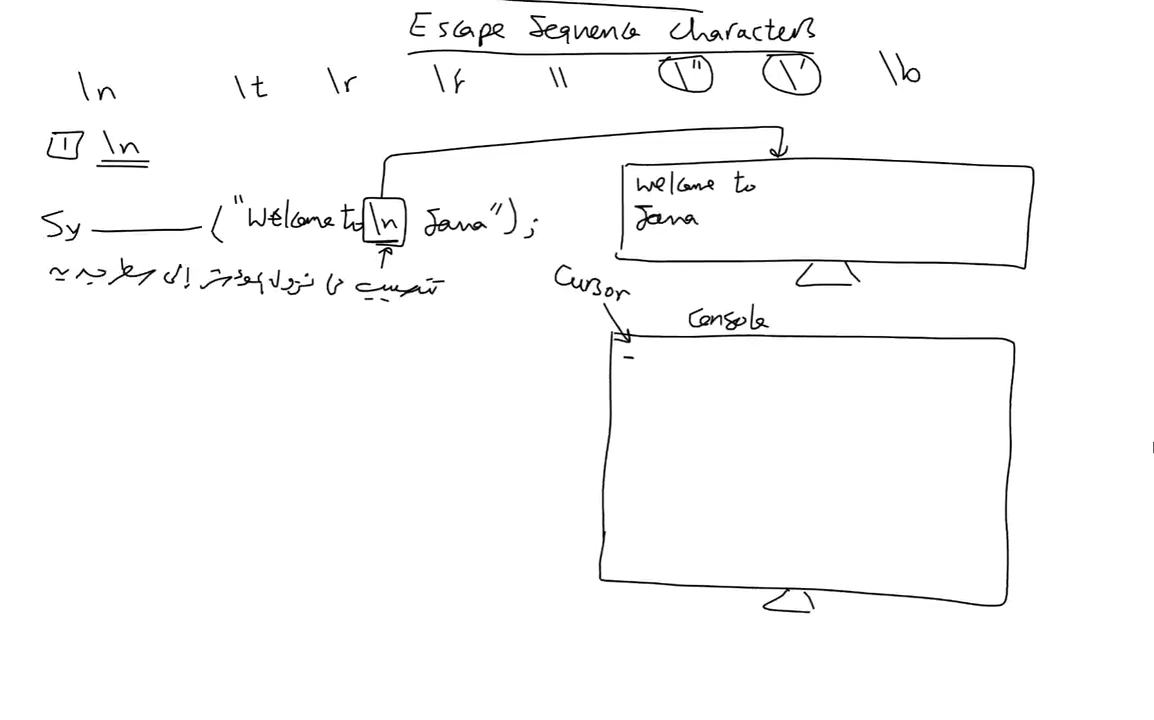 Escape Sequence Characters
\n \t \r \f \\ \" \' \b
1 \n
Sy ("Welcome to \n Java");
تتسبب في نزول المؤشر إلى سطر جديد
Welcome to
Java
Cursor
Console